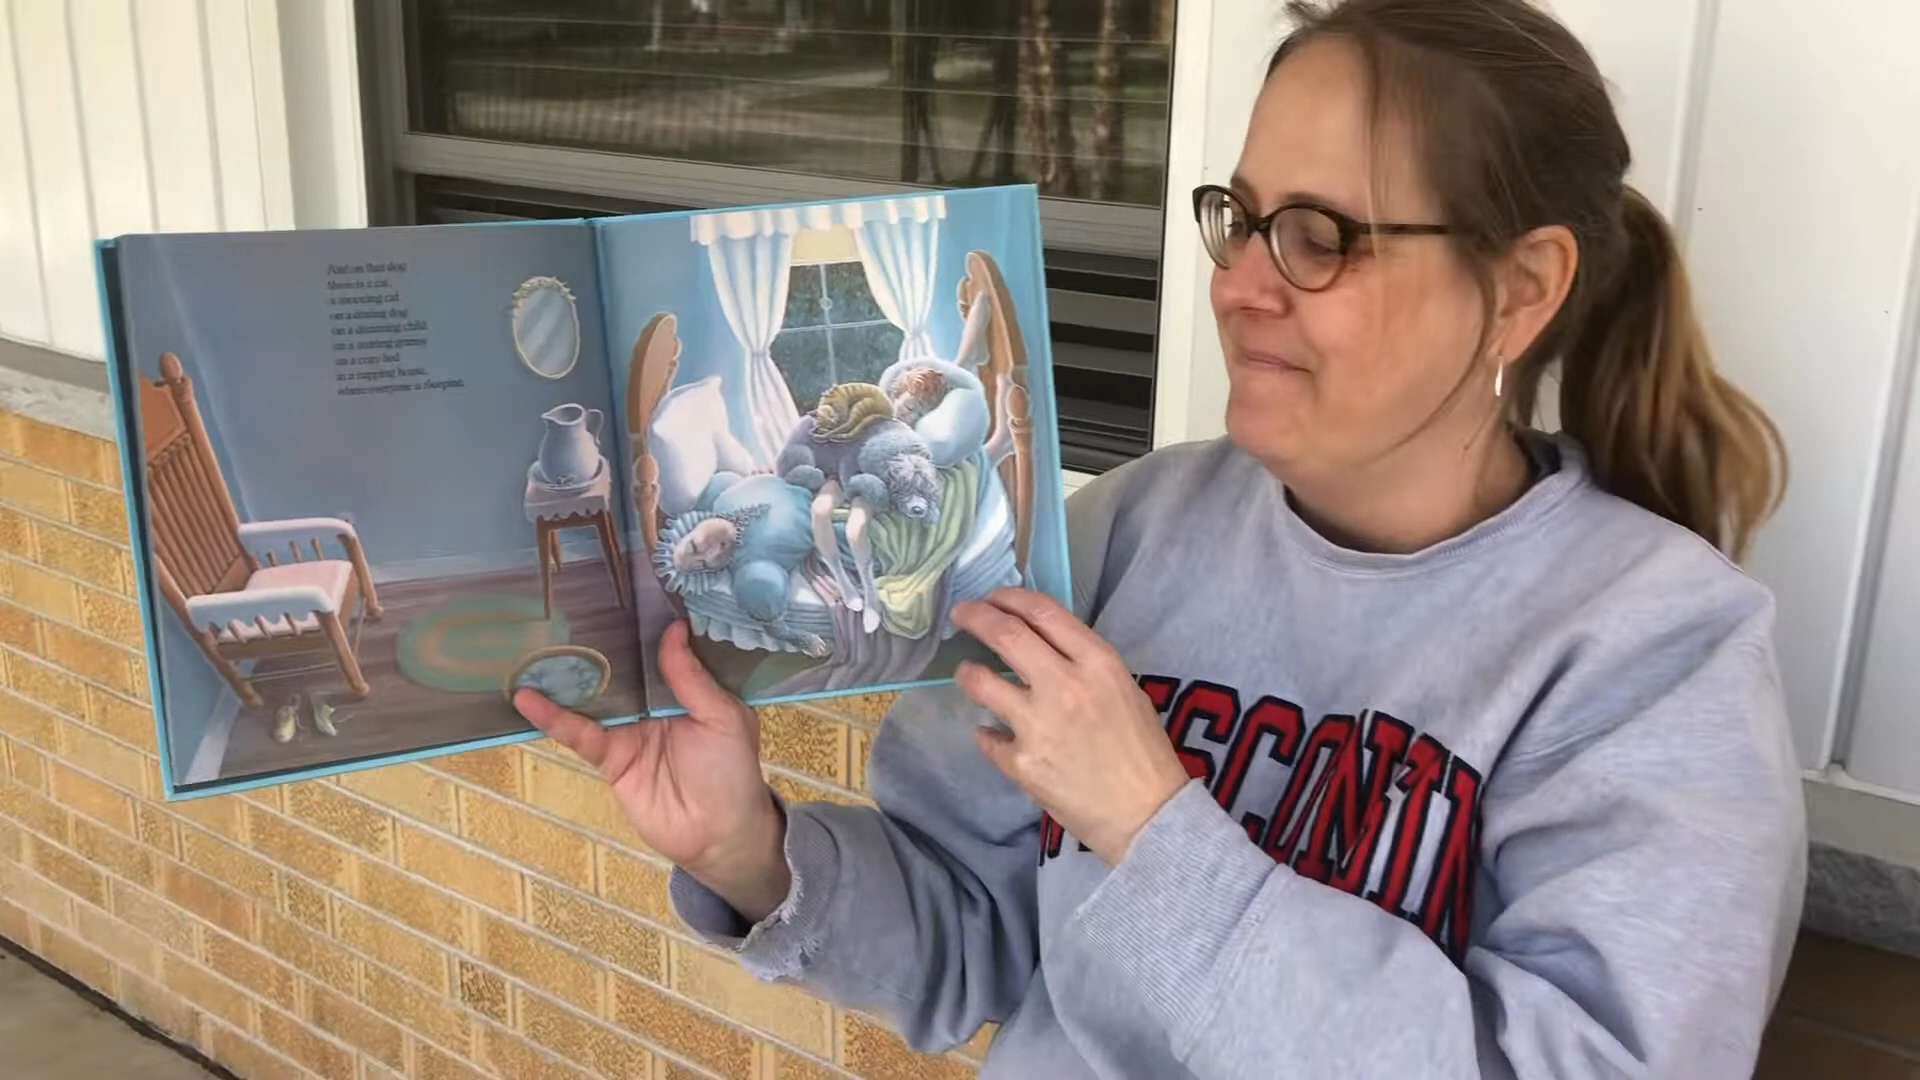 And on that dog
there is a cat,
a snoozing cat
on a dozing dog
on a dreaming child
on a snoring granny
on a cozy bed
in a napping house,
where everyone is sleeping.
WISCONSIN